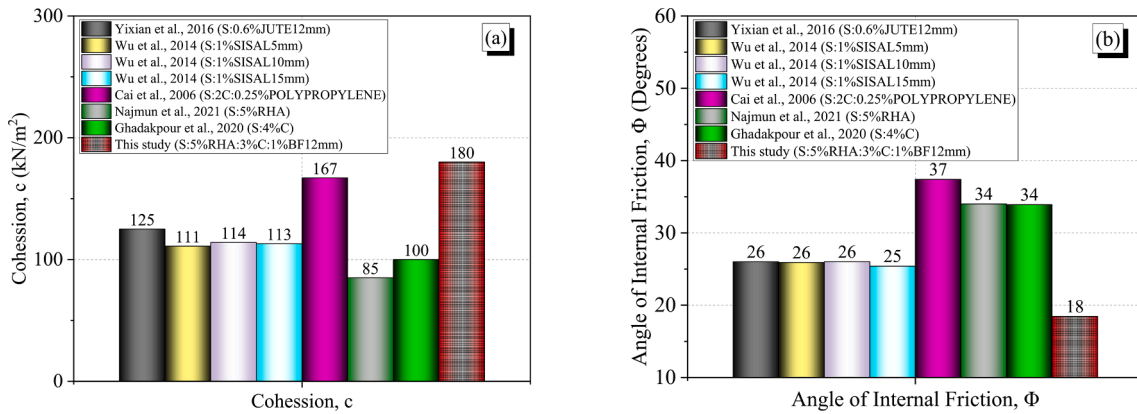 300
200
100
0
Cohession, c (kN/m²)
Yixian et al., 2016 (S:0.6%JUTE12mm)
Wu et al., 2014 (S:1%SISAL5mm)
Wu et al., 2014 (S:1%SISAL10mm)
Wu et al., 2014 (S:1%SISAL15mm)
Cai et al., 2006 (S:2C:0.25%POLYPROPYLENE)
Najmun et al., 2021 (S:5%RHA)
Ghadakpour et al., 2020 (S:4%C)
This study (S:5%RHA:3%C:1%BF12mm)
(a)
125
111
114
113
167
85
100
180
Cohession, c
60
50
40
30
20
10
Angle of Internal Friction, Φ (Degrees)
Yixian et al., 2016 (S:0.6%JUTE12mm)
Wu et al., 2014 (S:1%SISAL5mm)
Wu et al., 2014 (S:1%SISAL10mm)
Wu et al., 2014 (S:1%SISAL15mm)
Cai et al., 2006 (S:2C:0.25%POLYPROPYLENE)
Najmun et al., 2021 (S:5%RHA)
Ghadakpour et al., 2020 (S:4%C)
This study (S:5%RHA:3%C:1%BF12mm)
(b)
26
26
26
25
37
34
34
18
Angle of Internal Friction, Φ